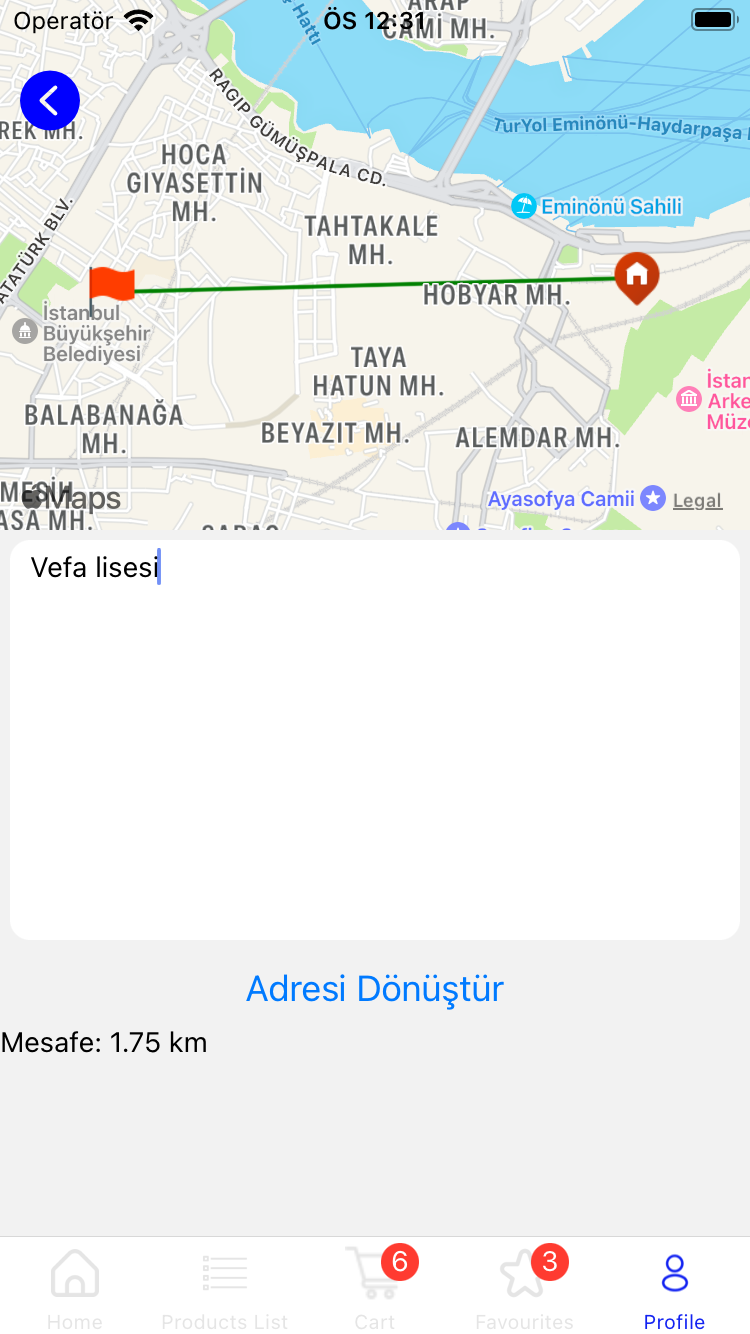 Operatör
ÖS 12:31
ARAP
CAMİ MH.
REK MH.
RAGIP GÜMÜŞPALA CD.
TurYol Eminönü-Haydarpaşa
HOCA
GIYASETTİN
MH.
ATATÜRK BLV.
TAHTAKALE
MH.
Eminönü Sahili
HOBYAR MH.
İstanbul
Büyükşehir
Belediyesi
TAYA
HATUN MH.
İstan
Arke
Müze
BALABANAĞA
MH.
BEYAZIT MH.
ALEMDAR MH.
Maps
Ayasofya Camii
Legal
Vefa lisesi
Adresi Dönüştür
Mesafe: 1.75 km
6
3
Home
Products List
Cart
Favourites
Profile